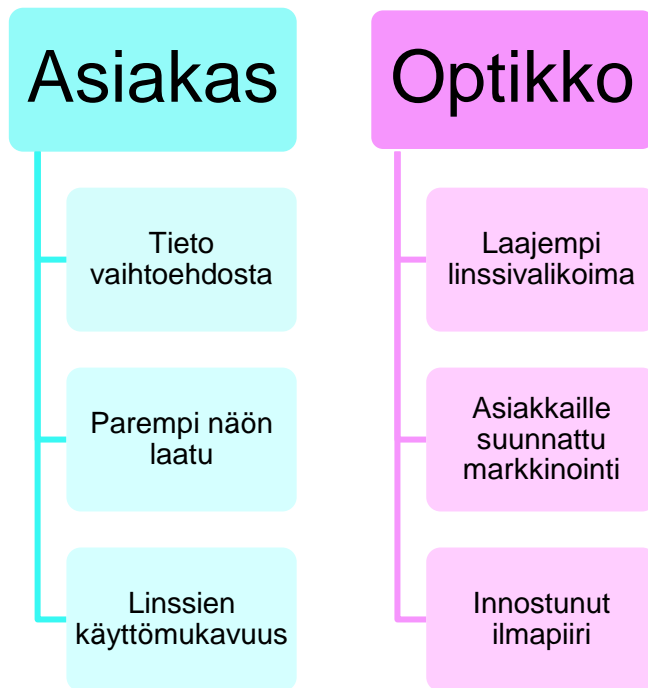 Asiakas
Tieto
vaihtoehdosta
Parempi näön
laatu
Linssien
käyttömukavuus
Optikko
Laajempi
linssivalikoima
Asiakkaille
suunnattu
markkinointi
Innostunut
ilmapiiri